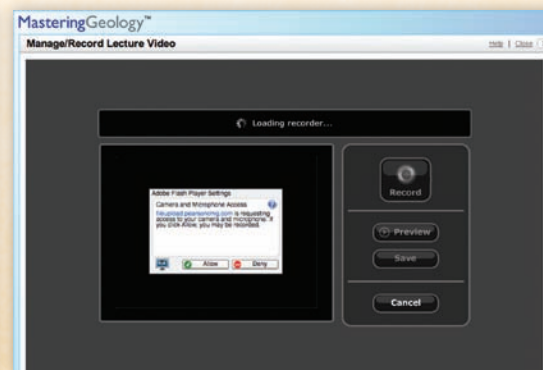 MasteringGeology™
Manage/Record Lecture Video
Help | Close
Loading recorder...
Adobe Flash Player Settings
Camera and Microphone Access
is requesting
access to your camera and microphone. If
you click Allow, you may be recorded.
Allow
Deny
Record
Preview
Save
Cancel